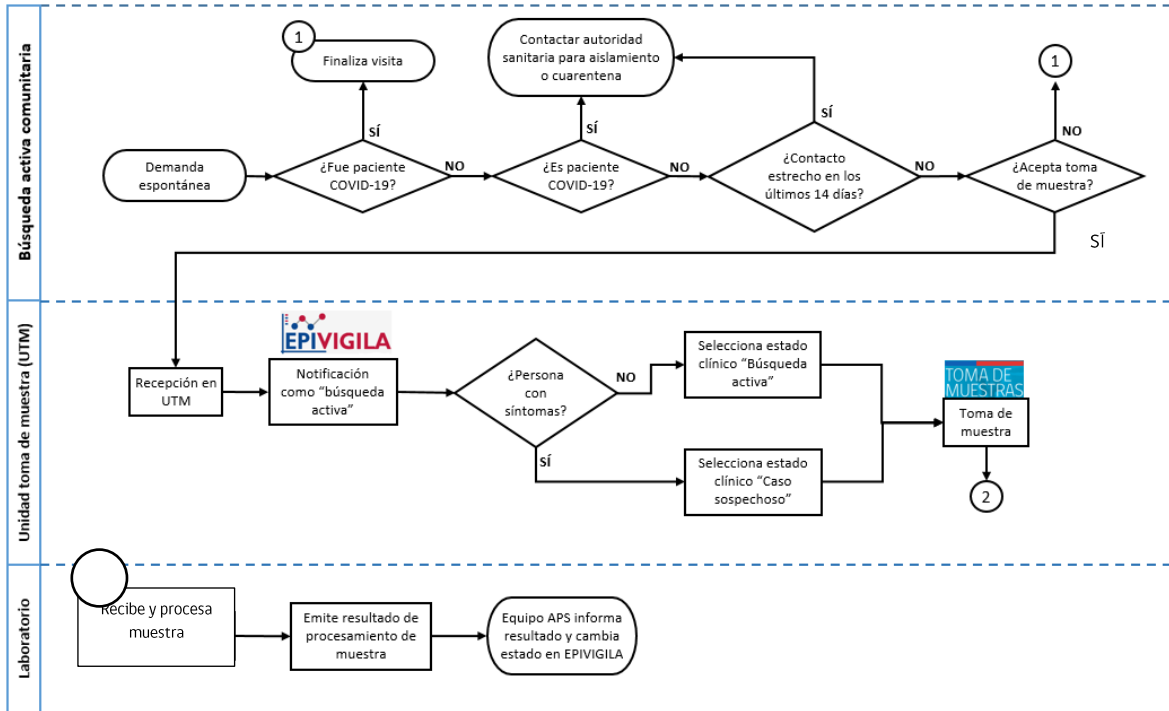 Búsqueda activa comunitaria
1
Finaliza visita
Contactar autoridad
sanitaria para aislamiento
o cuarentena
1
SÍ
SÍ
SÍ
NO
Demanda
espontánea
¿Fue paciente
COVID-19?
NO
¿Es paciente
COVID-19?
NO
¿Contacto
estrecho en los
últimos 14 días?
NO
¿Acepta toma
de muestra?
SĪ
Unidad toma de muestra (UTM)
EPIVIGILA
Recepción en
UTM
Notificación
como “búsqueda
activa”
¿Persona
con
síntomas?
NO
SÍ
Selecciona estado
clínico “Búsqueda
activa”
Selecciona estado
clínico “Caso
sospechoso”
TOMA DE
MUESTRAS
Toma de
muestra
2
Laboratorio
Recibe y procesa
muestra
Emite resultado de
procesamiento de
muestra
Equipo APS informa
resultado y cambia
estado en EPIVIGILA